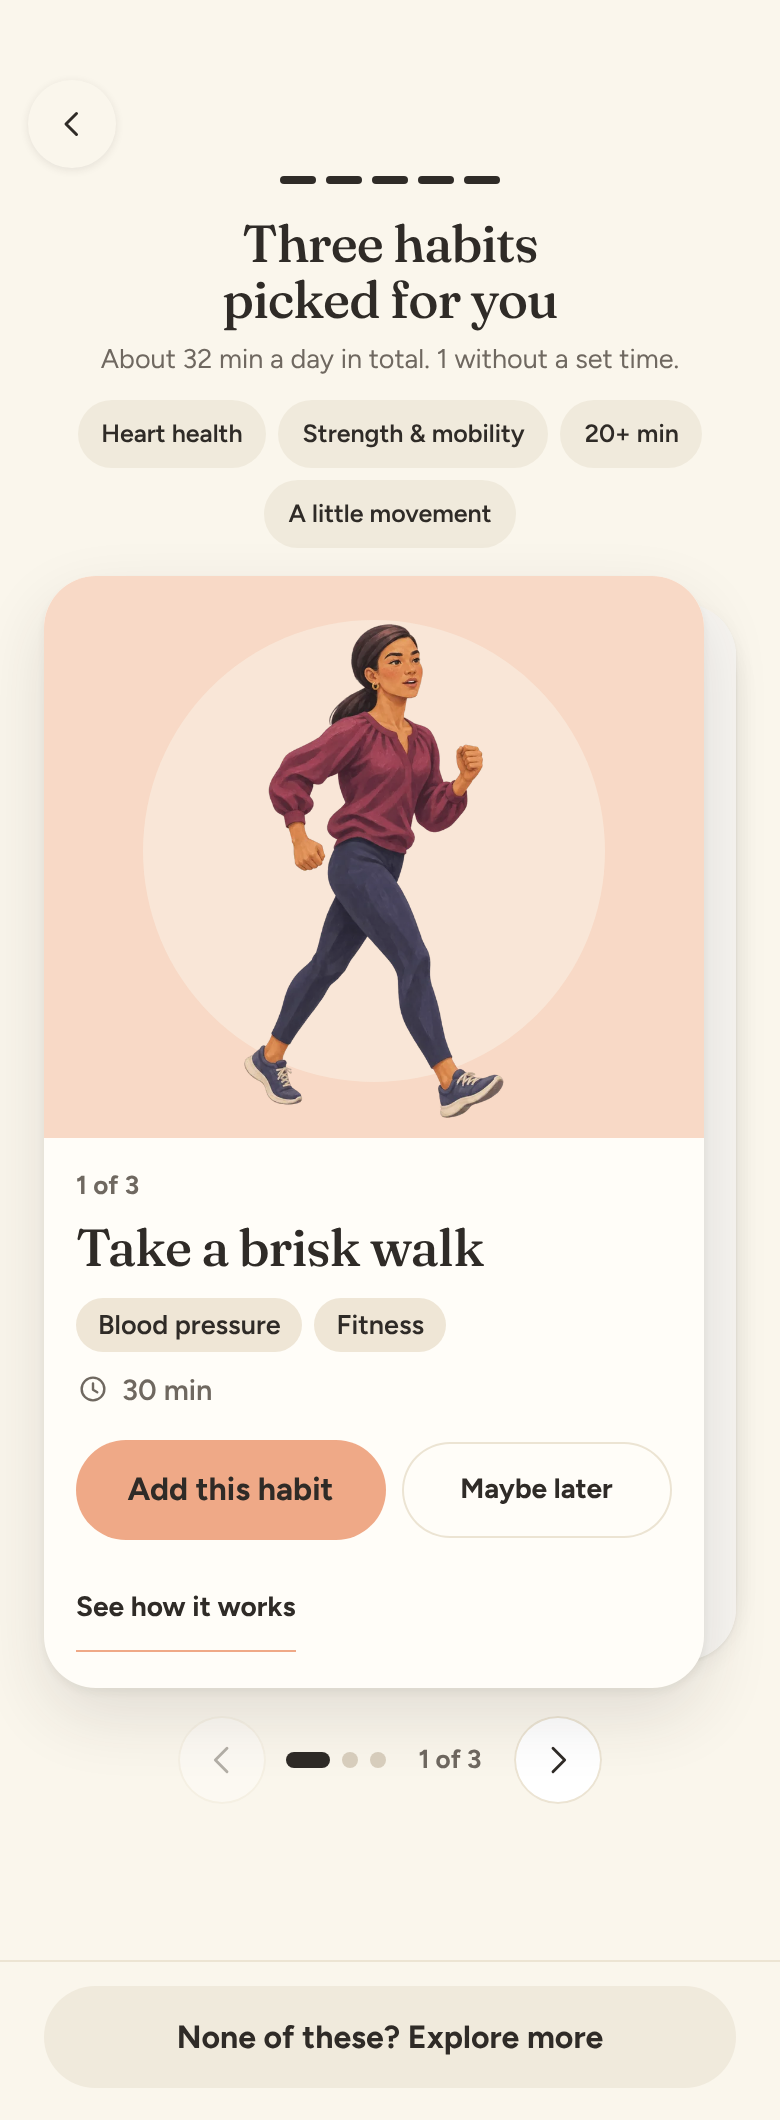 Three habits
picked for you
About 32 min a day in total. 1 without a set time.
Heart health
Strength & mobility
20+ min
A little movement
1 of 3
Take a brisk walk
Blood pressure
Fitness
30 min
Add this habit
Maybe later
See how it works
1 of 3
None of these? Explore more